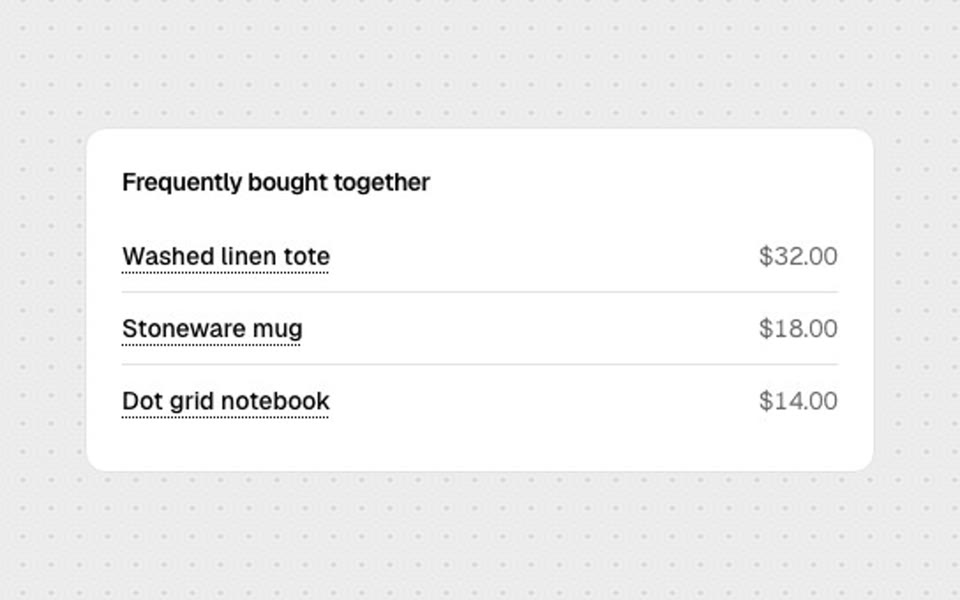 Frequently bought together
Washed linen tote $32.00
Stoneware mug $18.00
Dot grid notebook $14.00